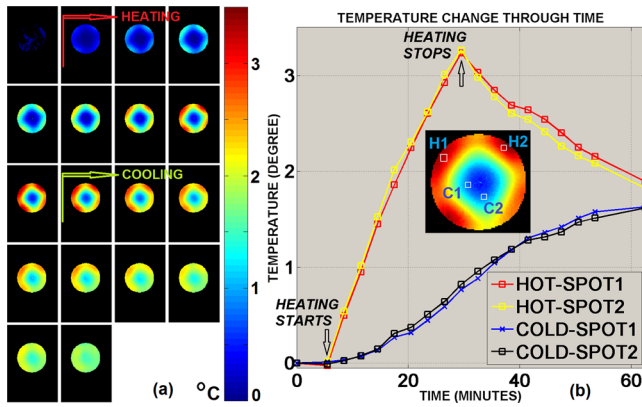 HEATING
COOLING
(a)
°C
3
2
1
0
TEMPERATURE CHANGE THROUGH TIME
TEMPERATURE (DEGREE)
3
2
1
0
0
20
40
60
TIME (MINUTES)
(b)
HEATING
STOPS
HEATING
STARTS
H1
H2
C1
C2
HOT-SPOT1
HOT-SPOT2
COLD-SPOT1
COLD-SPOT2